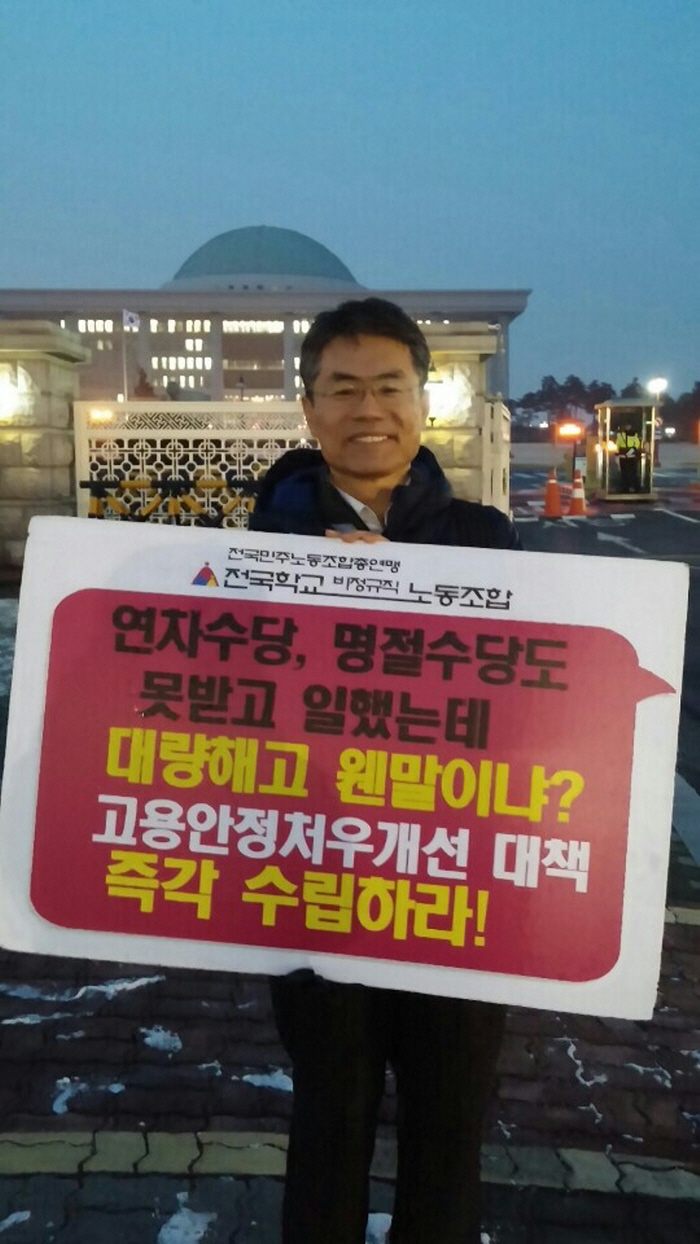 전국민주노동조합총연맹
전국학교 비정규직 노동조합
연차수당, 명절수당도
못받고 일했는데
대량해고 웬말이냐?
고용안정처우개선 대책
즉각 수립하라!